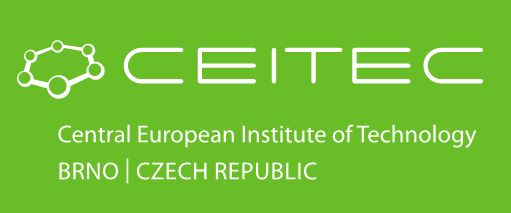 CEITEC
Central European Institute of Technology
BRNO | CZECH REPUBLIC